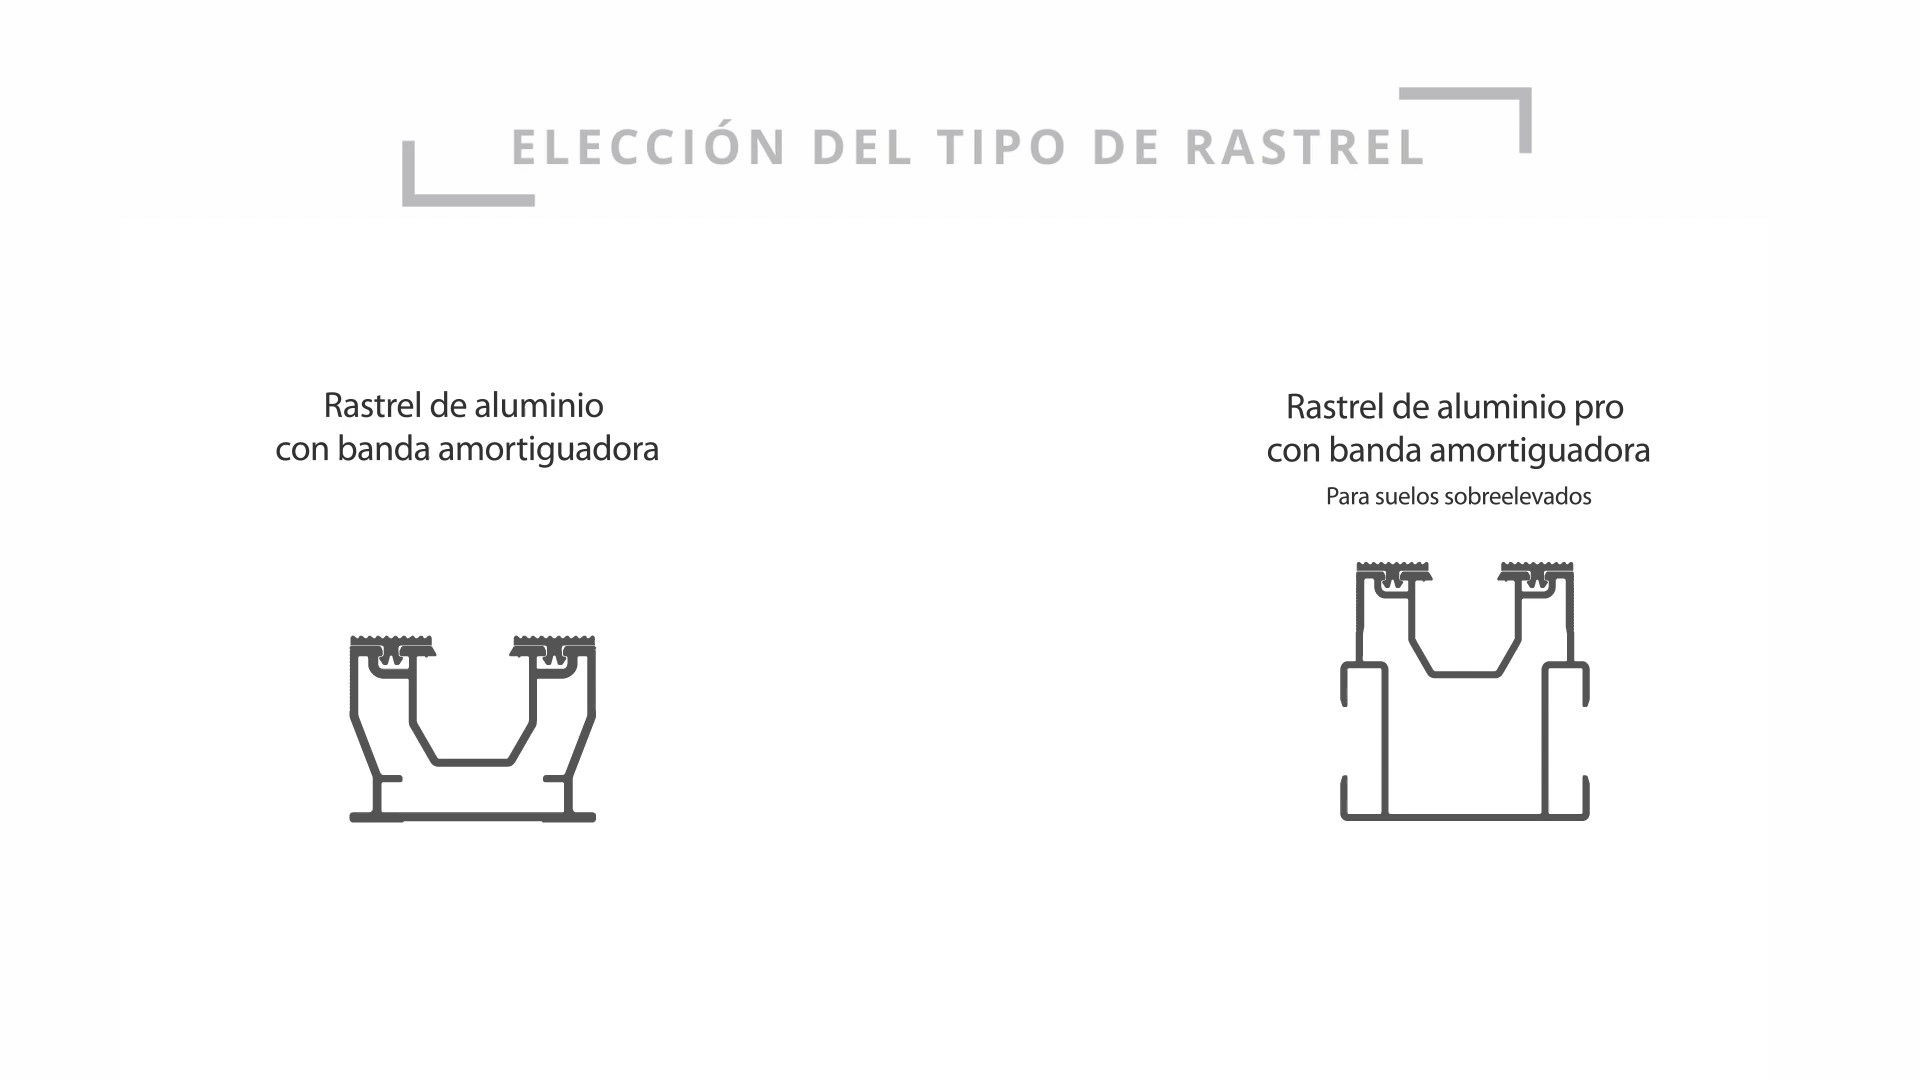 ELECCIÓN DEL TIPO DE RASTREL
Rastrel de aluminio
con banda amortiguadora
Rastrel de aluminio pro
con banda amortiguadora
Para suelos sobreelevados